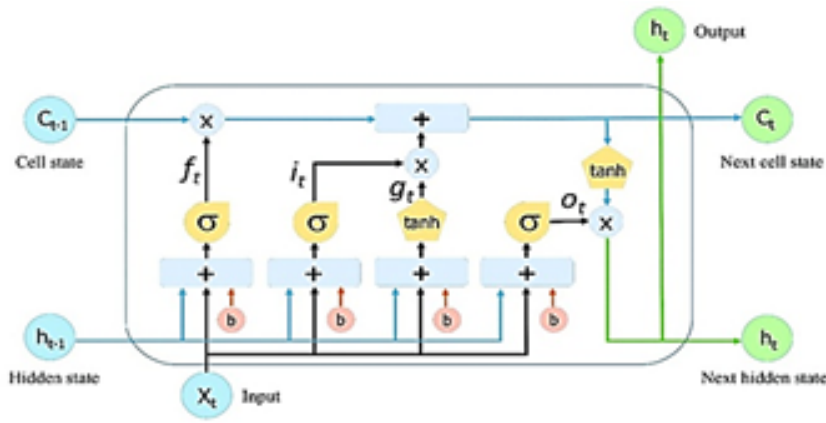 hₜ Output
Cₜ₋₁ x + Cₜ
Cell state fₜ iₜ x tanh Next cell state
gₜ
σ σ tanh σ oₜ x
+ + + +
hₜ₋₁ b b b b hₜ
Hidden state Next hidden state
Xₜ Input